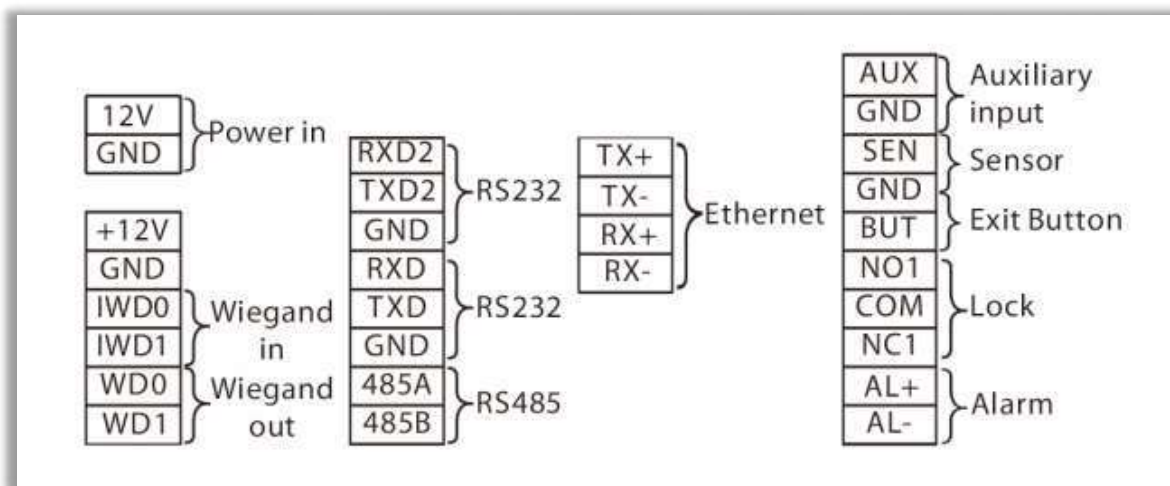 12V
GND
Power in
+12V
GND
IWD0
IWD1
WD0
WD1
Wiegand
in
Wiegand
out
RXD2
TXD2
GND
RXD
TXD
GND
485A
485B
RS232
RS232
RS485
TX+
TX-
RX+
RX-
Ethernet
AUX
GND
SEN
GND
BUT
NO1
COM
NC1
AL+
AL-
Auxiliary
input
Sensor
Exit Button
Lock
Alarm